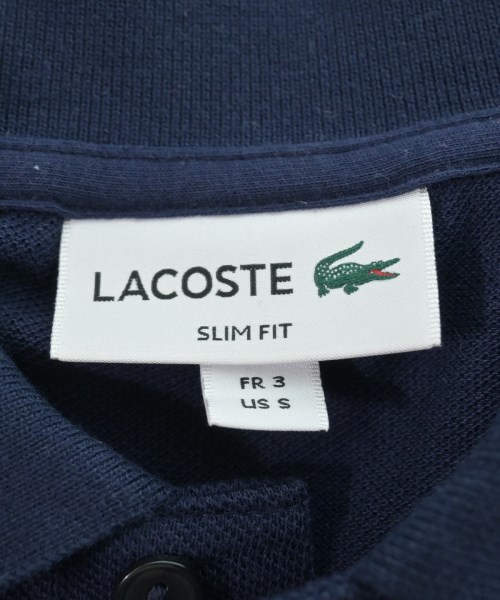 LACOSTE
SLIM FIT
FR 3
US S